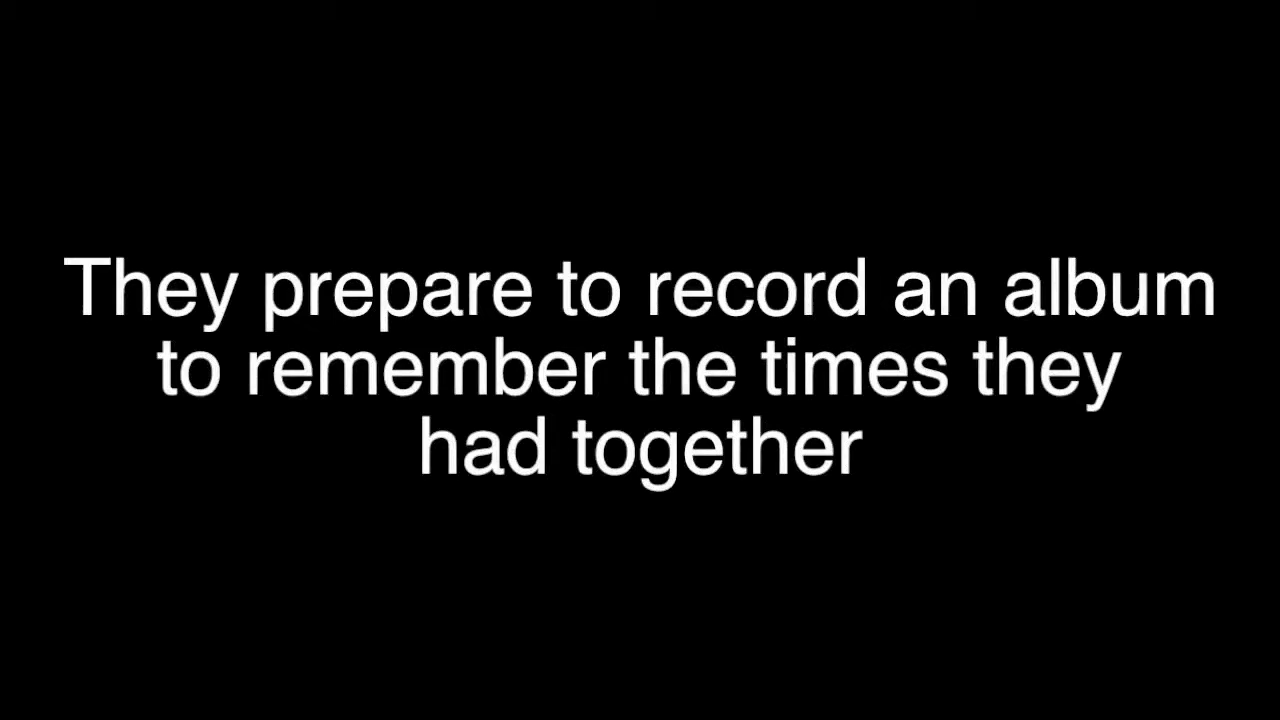 They prepare to record an album
to remember the times they
had together